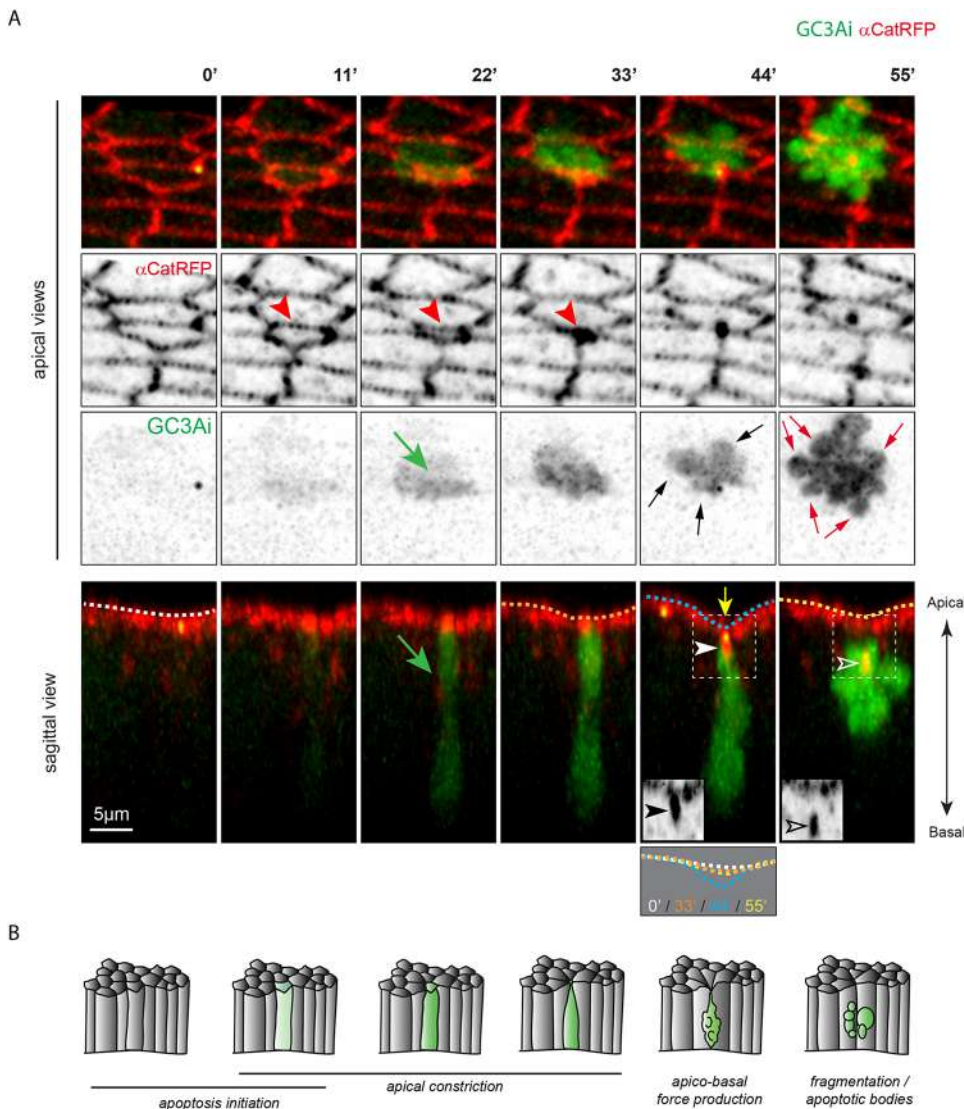 A
GC3Ai αCatRFP
0’ 11’ 22’ 33’ 44’ 55’
apical views
αCatRFP
GC3Ai
sagittal view
Apical
5µm
Basal
0’ / 33’ / 44’ / 55’
B
apoptosis initiation
apical constriction
apico-basal
force production
fragmentation /
apoptotic bodies